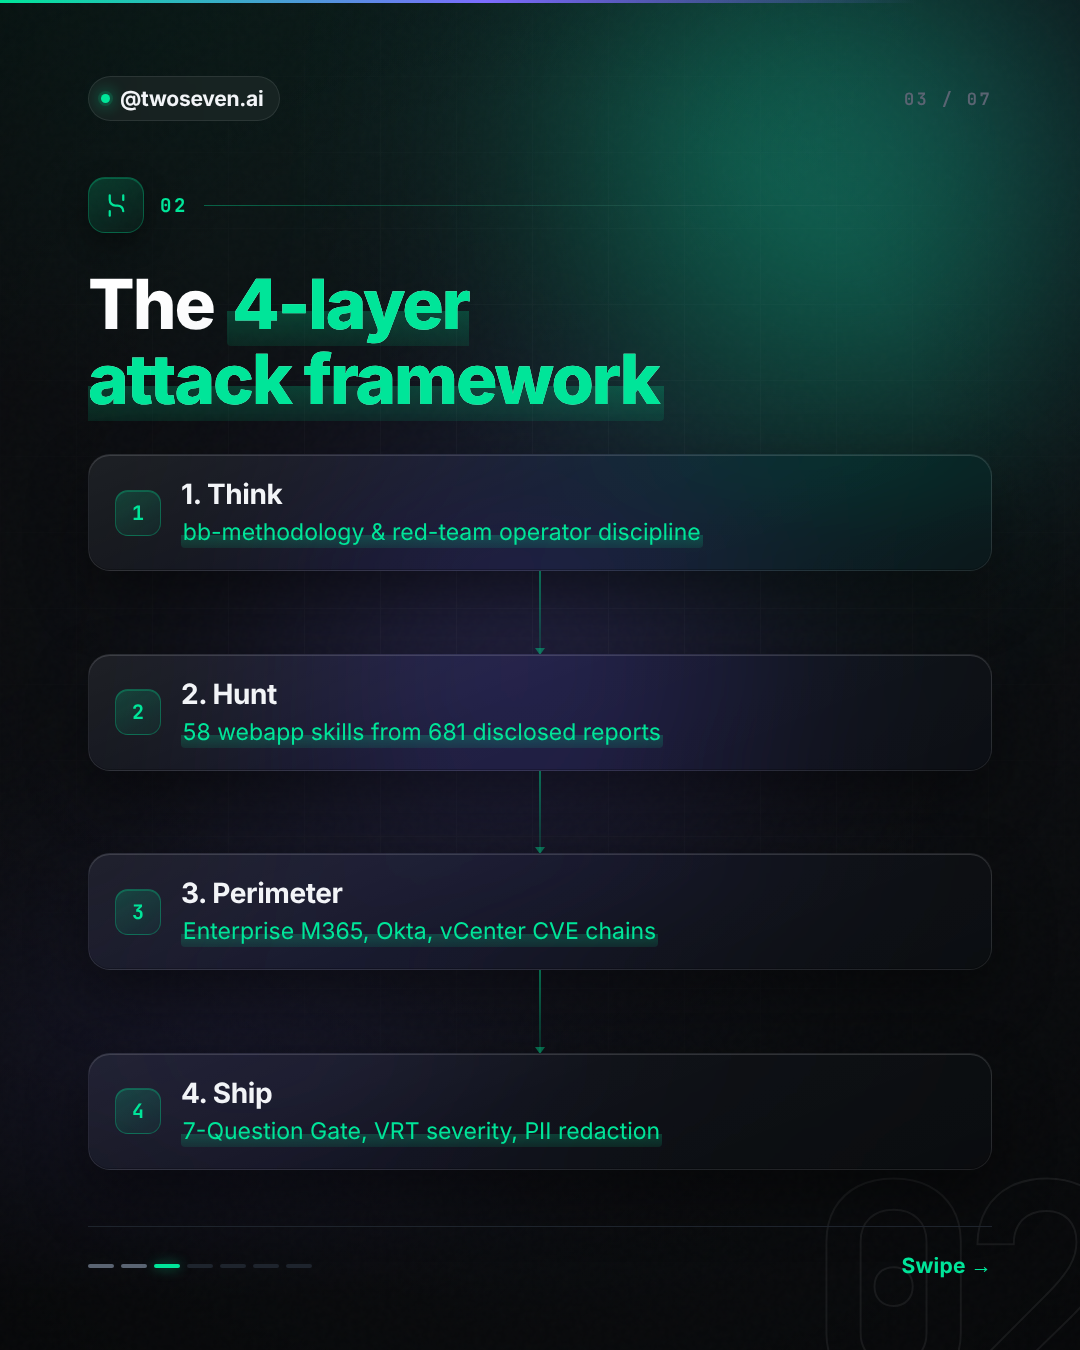 @twoseven.ai
03 / 07
02
The 4-layer
attack framework
1
1. Think
bb-methodology & red-team operator discipline
2
2. Hunt
58 webapp skills from 681 disclosed reports
3
3. Perimeter
Enterprise M365, Okta, vCenter CVE chains
4
4. Ship
7-Question Gate, VRT severity, PII redaction
02
Swipe →